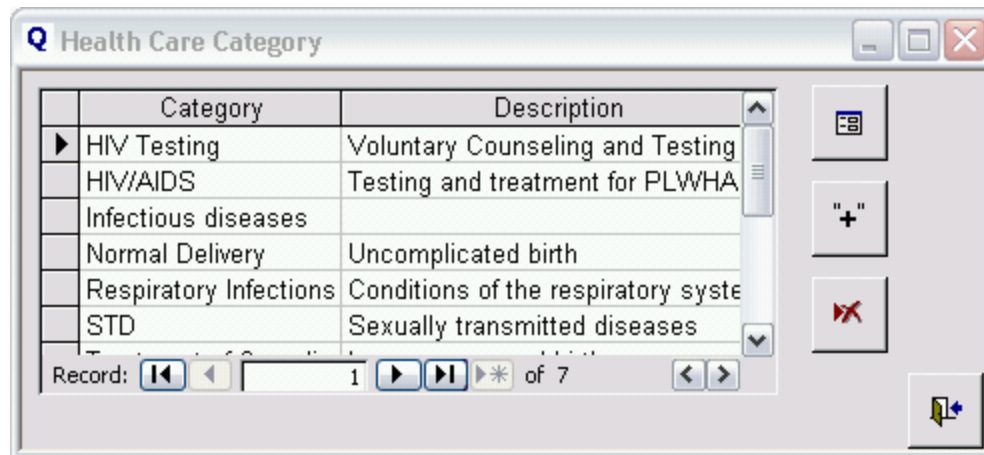 Q Health Care Category
Category Description
HIV Testing Voluntary Counseling and Testing
HIV/AIDS Testing and treatment for PLWHA
Infectious diseases
Normal Delivery Uncomplicated birth
Respiratory Infections Conditions of the respiratory syste
STD Sexually transmitted diseases
Record: 1 of 7
"+"